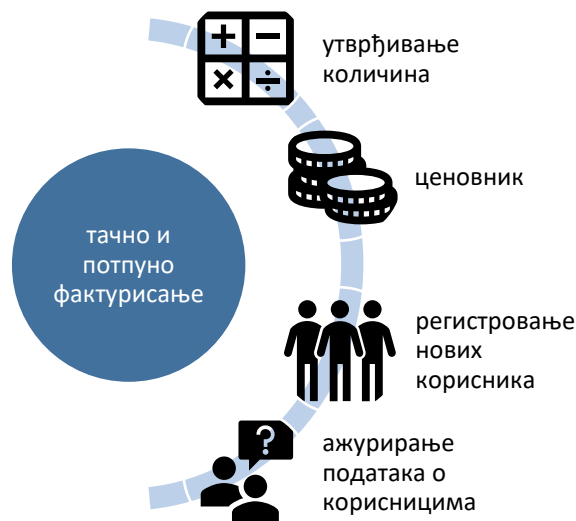 утврђивање
количина
ценовник
тачно и
потпуно
фактурисање
регистровање
нових
корисника
?
ажурирање
података о
корисницима